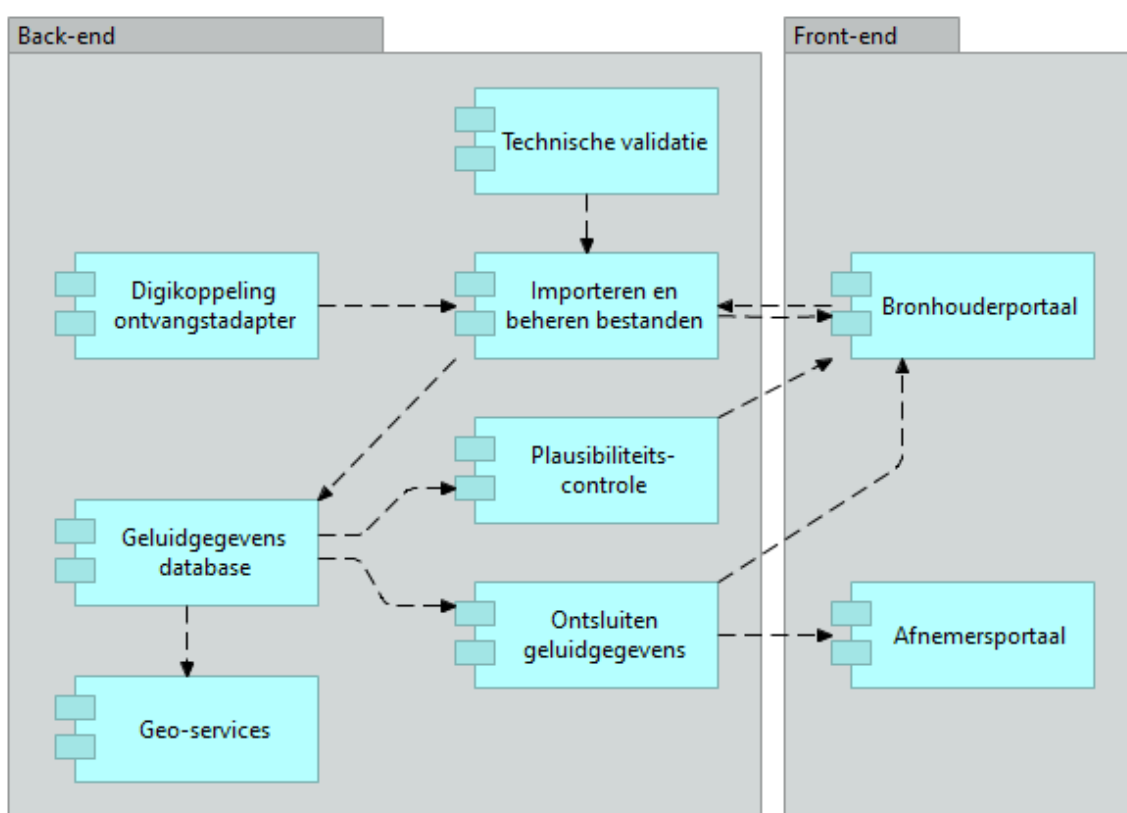 Back-end
Front-end
Technische validatie
Digikoppeling
ontvangstadapter
Importeren en
beheren bestanden
Bronhouderportaal
Plausibiliteits-
controle
Geluidgegevens
database
Ontsluiten
geluidgegevens
Afnemersportaal
Geo-services